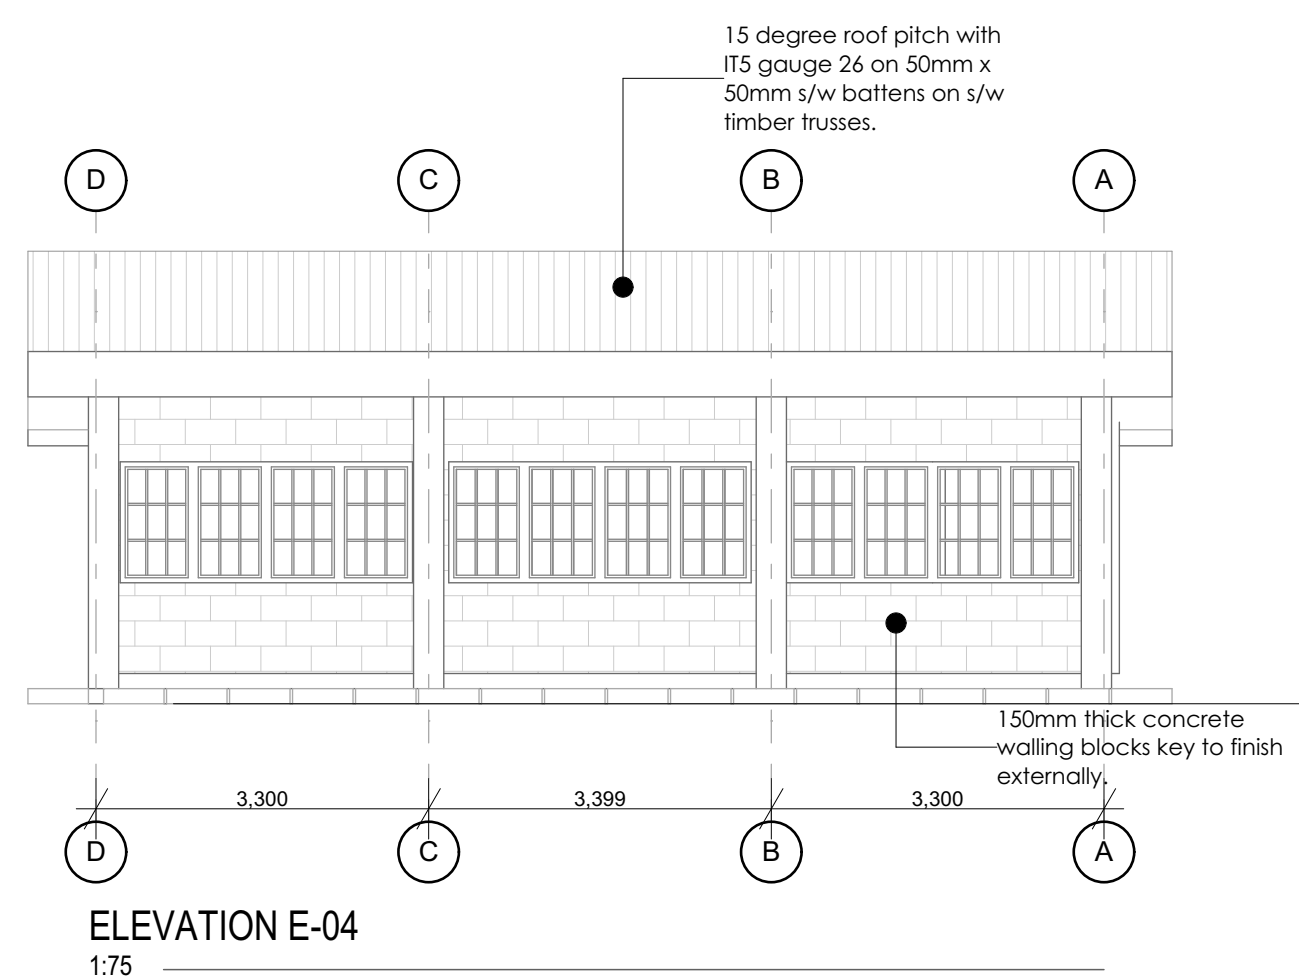 15 degree roof pitch with
IT5 gauge 26 on 50mm x
50mm s/w battens on s/w
timber trusses.
D
C
B
A
150mm thick concrete
walling blocks key to finish
externally.
3,300
3,399
3,300
D
C
B
A
ELEVATION E-04
1:75